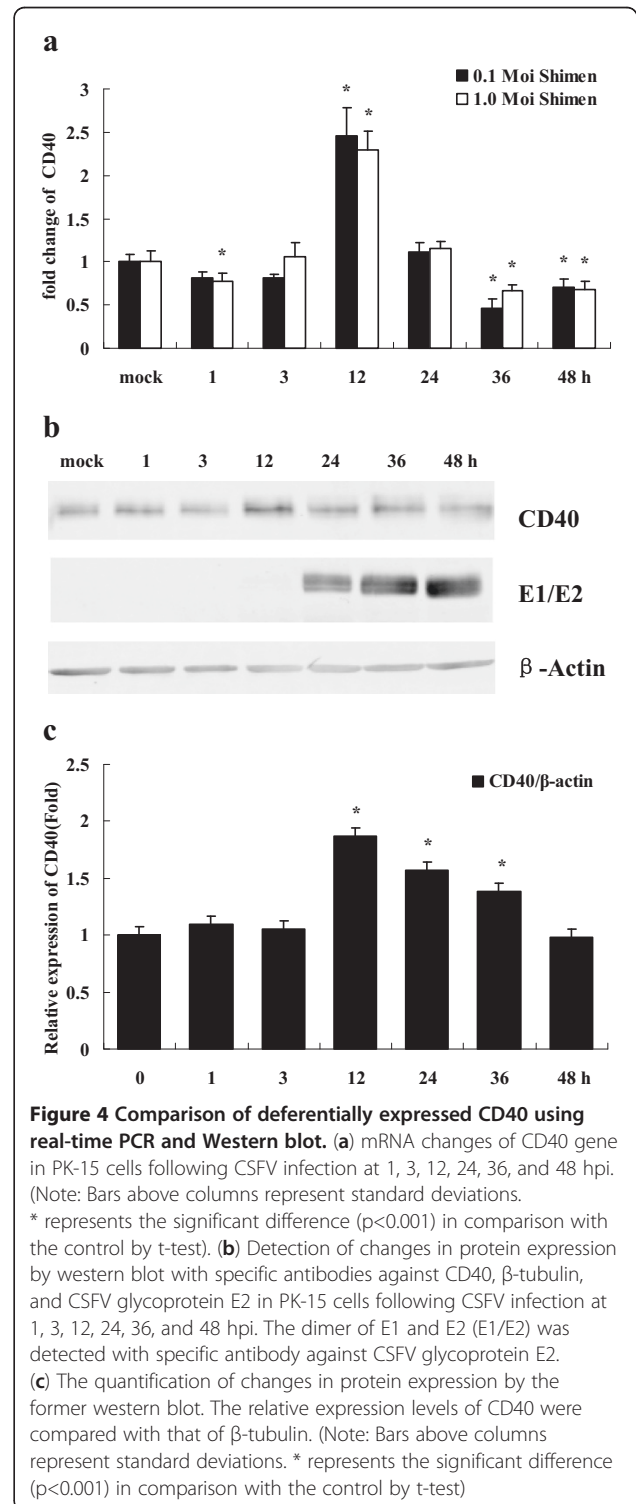 a
3
2.5
2
1.5
1
0.5
0
fold change of CD40
0.1 Moi Shimen
1.0 Moi Shimen
* * * * * * *
mock 1 3 12 24 36 48 h
b
mock 1 3 12 24 36 48 h
CD40
E1/E2
β-Actin
c
2.5
2
1.5
1
0.5
0
Relative expression of CD40(Fold)
CD40/β-actin
* * *
0 1 3 12 24 36 48 h
Figure 4 Comparison of deferentially expressed CD40 using
real-time PCR and Western blot. (a) mRNA changes of CD40 gene
in PK-15 cells following CSFV infection at 1, 3, 12, 24, 36, and 48 hpi.
(Note: Bars above columns represent standard deviations.
* represents the significant difference (p<0.001) in comparison with
the control by t-test). (b) Detection of changes in protein expression
by western blot with specific antibodies against CD40, β-tubulin,
and CSFV glycoprotein E2 in PK-15 cells following CSFV infection at
1, 3, 12, 24, 36, and 48 hpi. The dimer of E1 and E2 (E1/E2) was
detected with specific antibody against CSFV glycoprotein E2.
(c) The quantification of changes in protein expression by the
former western blot. The relative expression levels of CD40 were
compared with that of β-tubulin. (Note: Bars above columns
represent standard deviations. * represents the significant difference
(p<0.001) in comparison with the control by t-test)